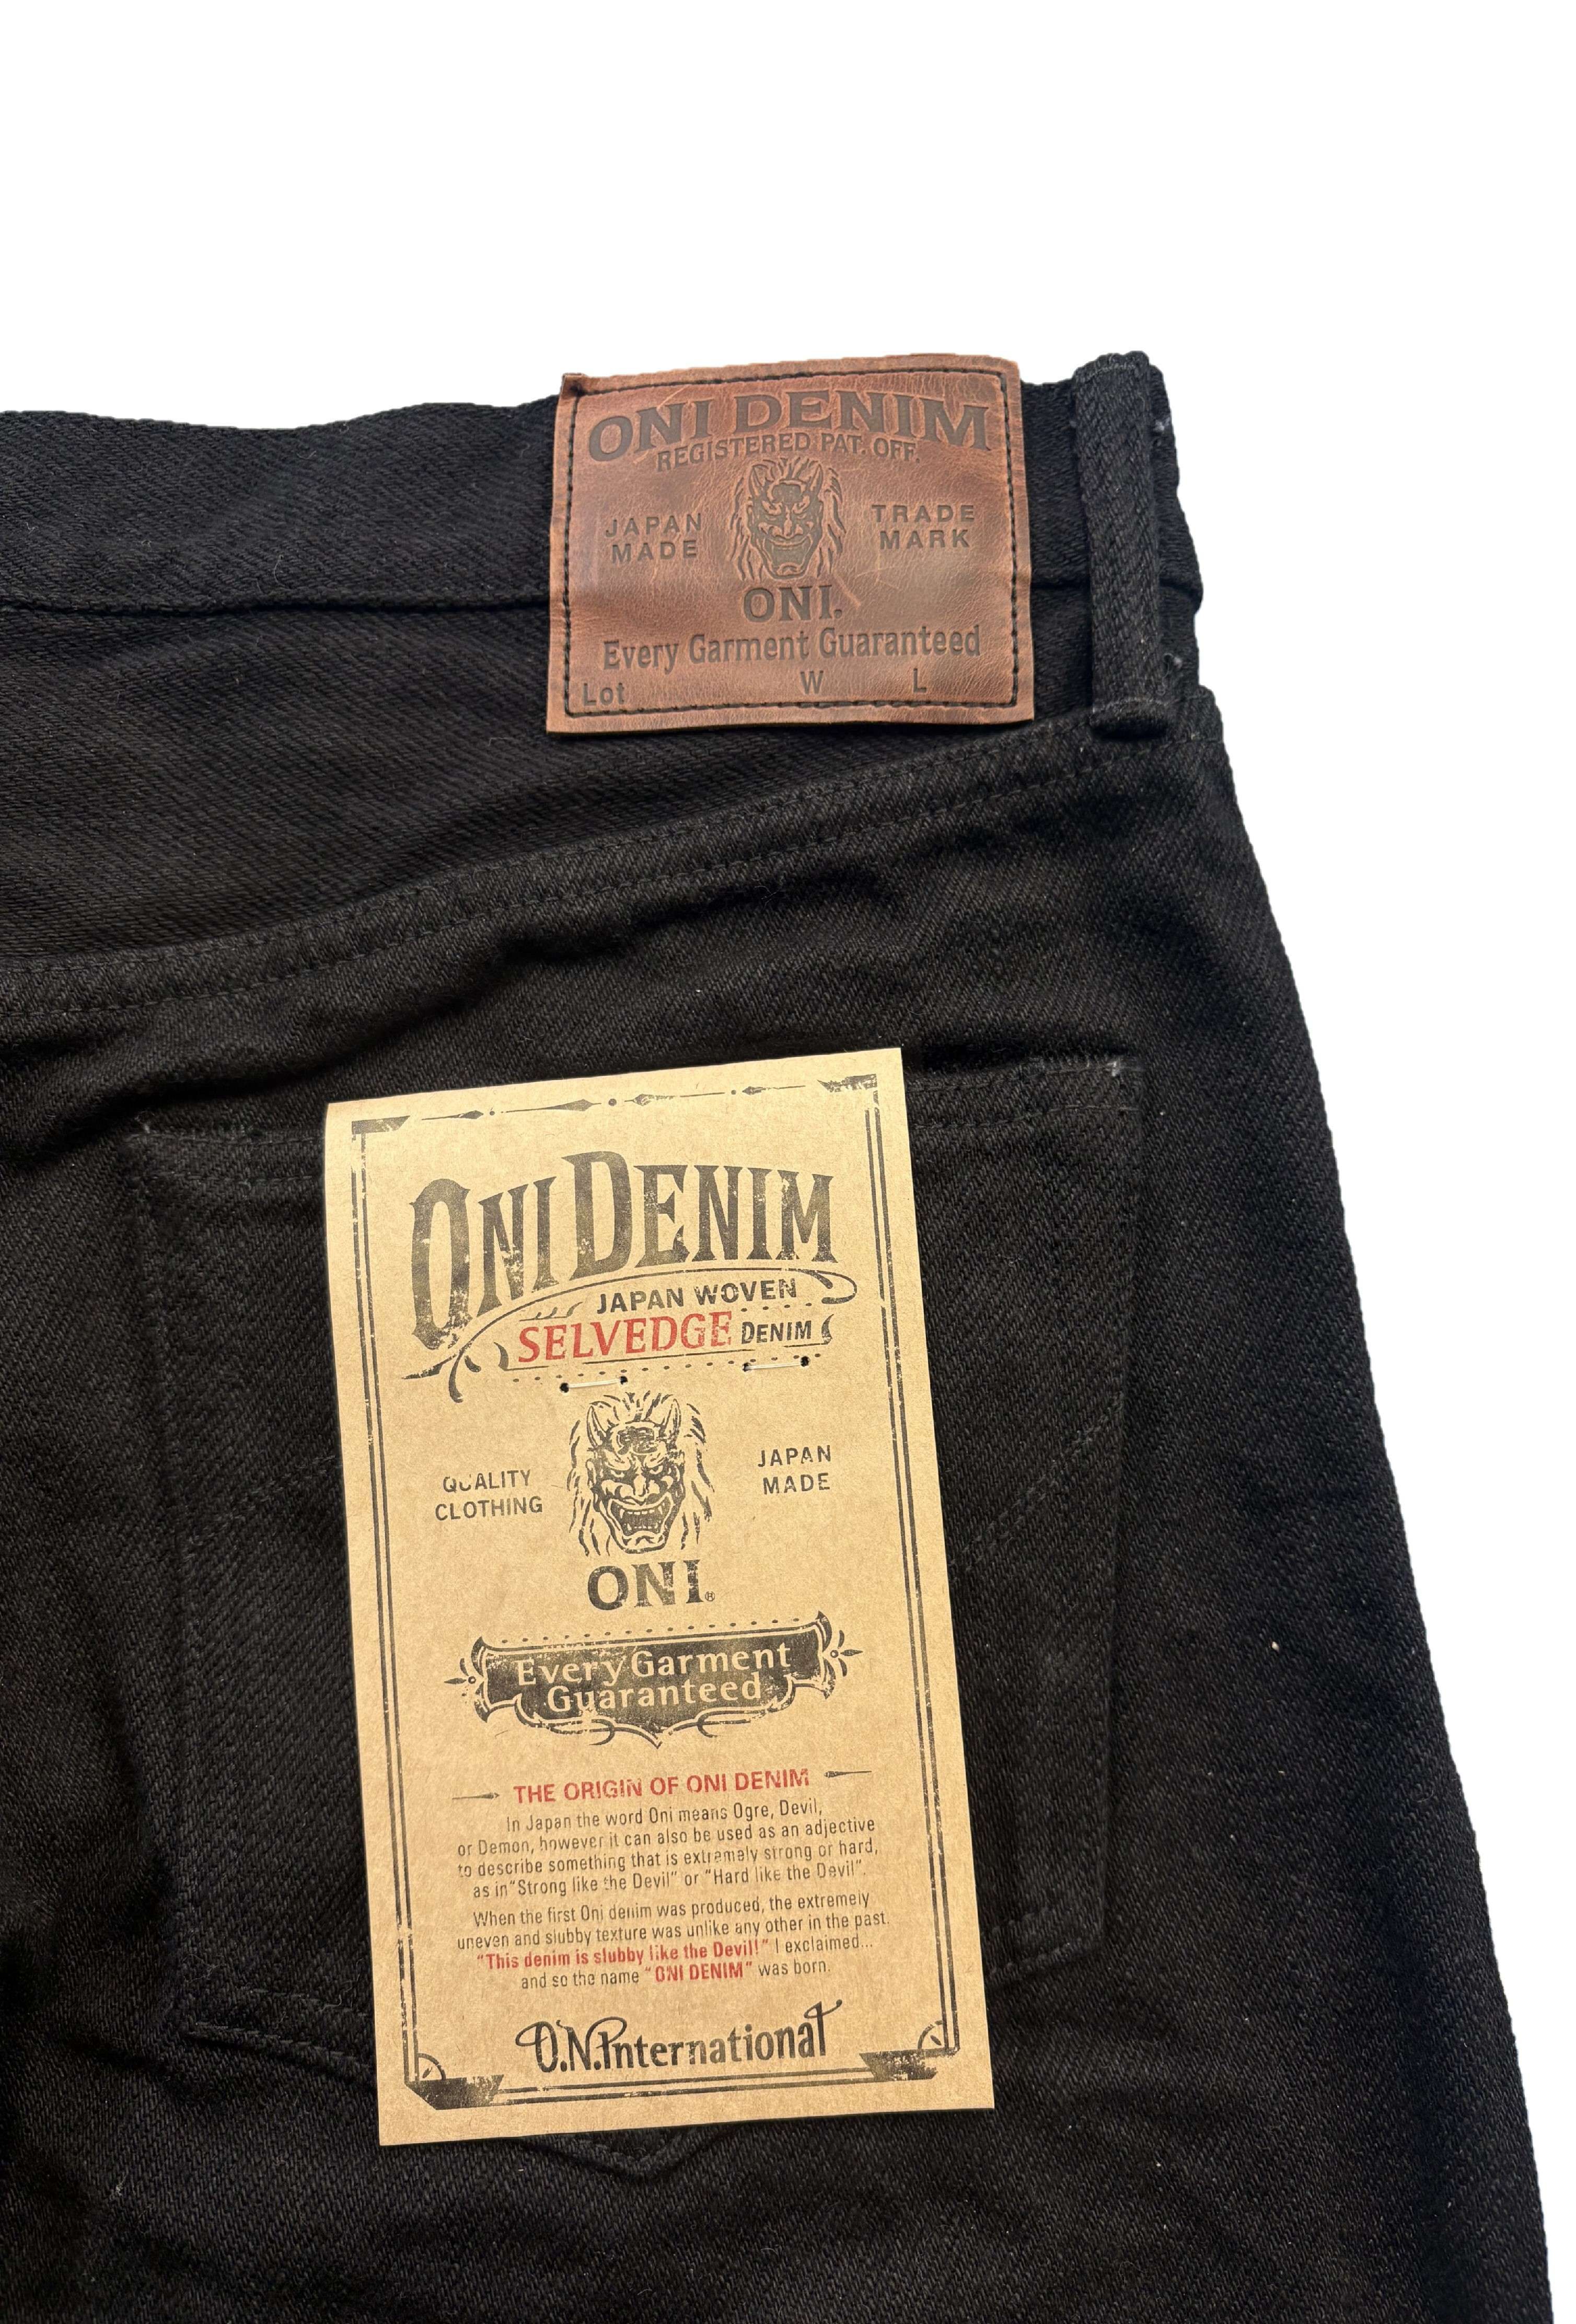 ONI DENIM
REGISTERED PAT. OFF.
JAPAN
MADE
TRADE
MARK
ONI.
Every Garment Guaranteed
Lot W L
ONI DENIM
JAPAN WOVEN
SELVEDGE DENIM
QUALITY
CLOTHING
JAPAN
MADE
ONI®
Every Garment
Guaranteed
THE ORIGIN OF ONI DENIM
In Japan the word Oni means Ogre, Devil,
or Demon, however it can also be used as an adjective
to describe something that is extremely strong or hard,
as in "Strong like the Devil" or "Hard like the Devil".
When the first Oni denim was produced, the extremely
uneven and slubby texture was unlike any other in the past.
"This denim is slubby like the Devil!" I exclaimed...
and so the name "ONI DENIM" was born.
O.N.International